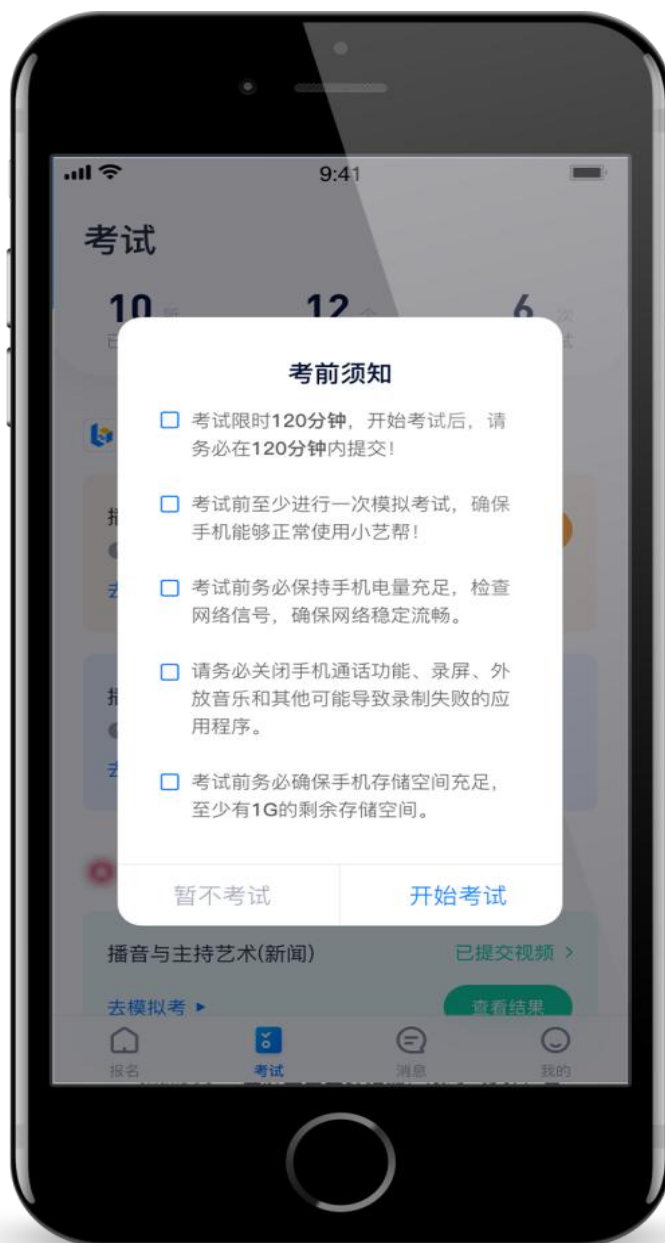 9:41
考试
10
12
6
次
考前须知
考试限时120分钟，开始考试后，请
务必在120分钟内提交！
考试前至少进行一次模拟考试，确保
手机能够正常使用小艺帮！
考试前务必保持手机电量充足，检查
网络信号，确保网络稳定流畅。
请务必关闭手机通话功能、录屏、外
放音乐和其他可能导致录制失败的应
用程序。
考试前务必确保手机存储空间充足，
至少有1G的剩余存储空间。
暂不考试 开始考试
播音与主持艺术(新闻) 已提交视频 >
去模拟考 查看结果
报名 考试 消息 我的